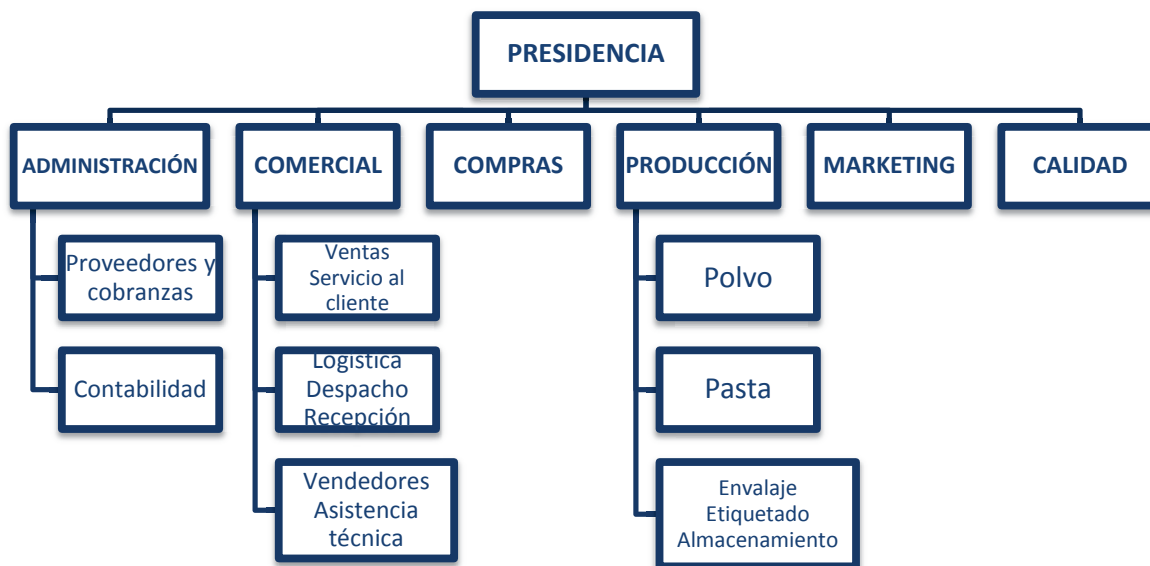 PRESIDENCIA
ADMINISTRACIÓN
COMERCIAL
COMPRAS
PRODUCCIÓN
MARKETING
CALIDAD
Proveedores y
cobranzas
Contabilidad
Ventas
Servicio al
cliente
Logística
Despacho
Recepción
Vendedores
Asistencia
técnica
Polvo
Pasta
Envalaje
Etiquetado
Almacenamiento